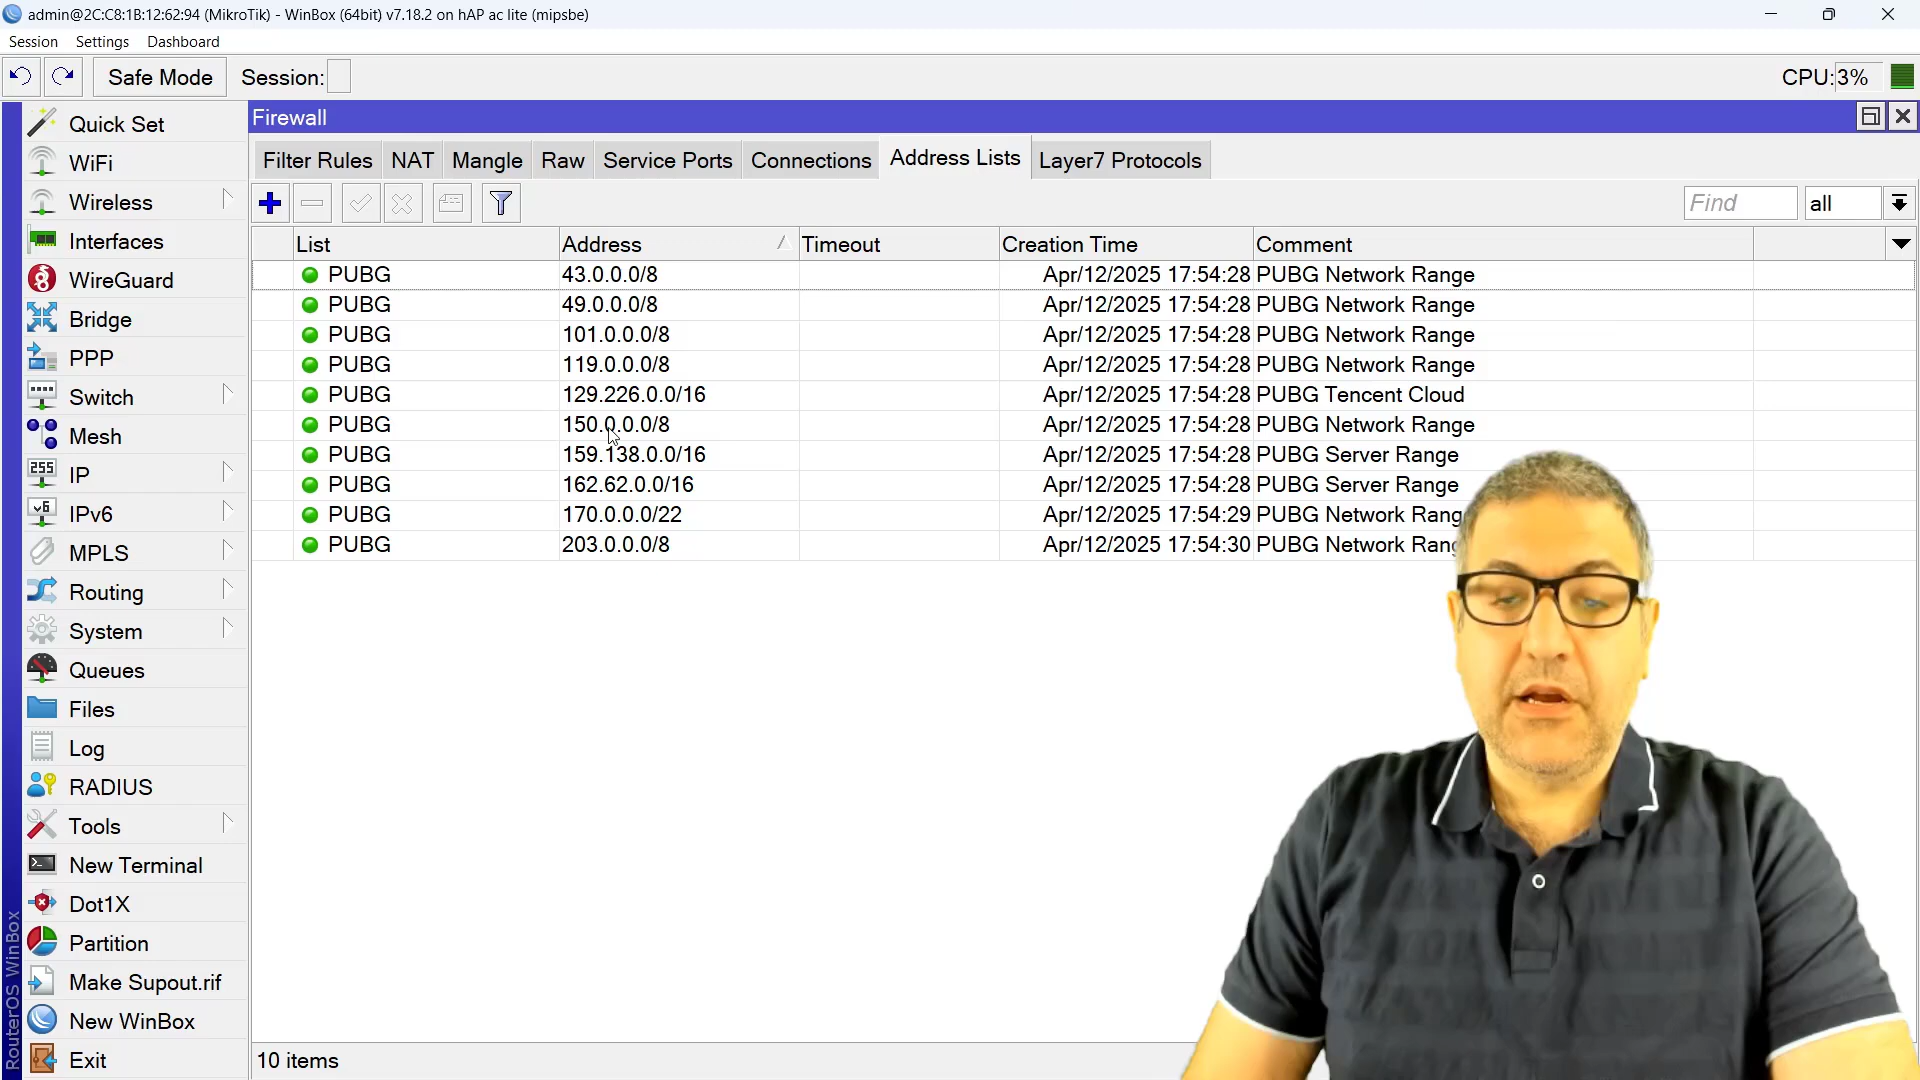 admin@2C:C8:1B:12:62:94 (MikroTik) - WinBox (64bit) v7.18.2 on hAP ac lite (mipsbe)
Session Settings Dashboard
Safe Mode Session: CPU: 3%
Quick Set
WiFi
Wireless
Interfaces
WireGuard
Bridge
PPP
Switch
Mesh
IP
IPv6
MPLS
Routing
System
Queues
Files
Log
RADIUS
Tools
New Terminal
Dot1X
Partition
Make Supout.rif
New WinBox
Exit
RouterOS WinBox
Firewall
Filter Rules NAT Mangle Raw Service Ports Connections Address Lists Layer7 Protocols
Find all
List Address Timeout Creation Time Comment
PUBG 43.0.0.0/8 Apr/12/2025 17:54:28 PUBG Network Range
PUBG 49.0.0.0/8 Apr/12/2025 17:54:28 PUBG Network Range
PUBG 101.0.0.0/8 Apr/12/2025 17:54:28 PUBG Network Range
PUBG 119.0.0.0/8 Apr/12/2025 17:54:28 PUBG Network Range
PUBG 129.226.0.0/16 Apr/12/2025 17:54:28 PUBG Tencent Cloud
PUBG 150.0.0.0/8 Apr/12/2025 17:54:28 PUBG Network Range
PUBG 159.138.0.0/16 Apr/12/2025 17:54:28 PUBG Server Range
PUBG 162.62.0.0/16 Apr/12/2025 17:54:28 PUBG Server Range
PUBG 170.0.0.0/22 Apr/12/2025 17:54:29 PUBG Network Rang
PUBG 203.0.0.0/8 Apr/12/2025 17:54:30 PUBG Network Rang
10 items